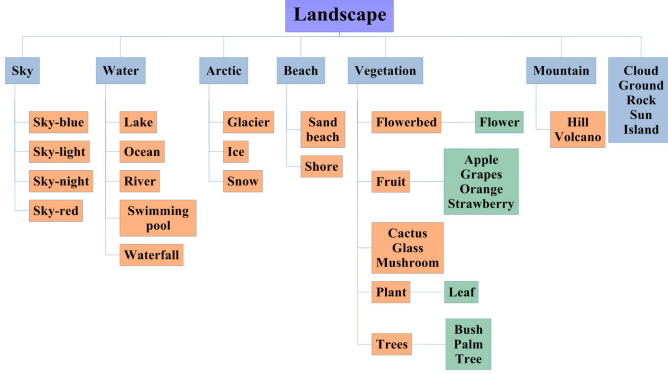 Landscape
Sky
Water
Arctic
Beach
Vegetation
Mountain
Cloud
Ground
Rock
Sun
Island
Sky-blue
Sky-light
Sky-night
Sky-red
Lake
Ocean
River
Swimming
pool
Waterfall
Glacier
Ice
Snow
Sand
beach
Shore
Flowerbed
Flower
Fruit
Apple
Grapes
Orange
Strawberry
Cactus
Glass
Mushroom
Plant
Leaf
Trees
Bush
Palm
Tree
Hill
Volcano